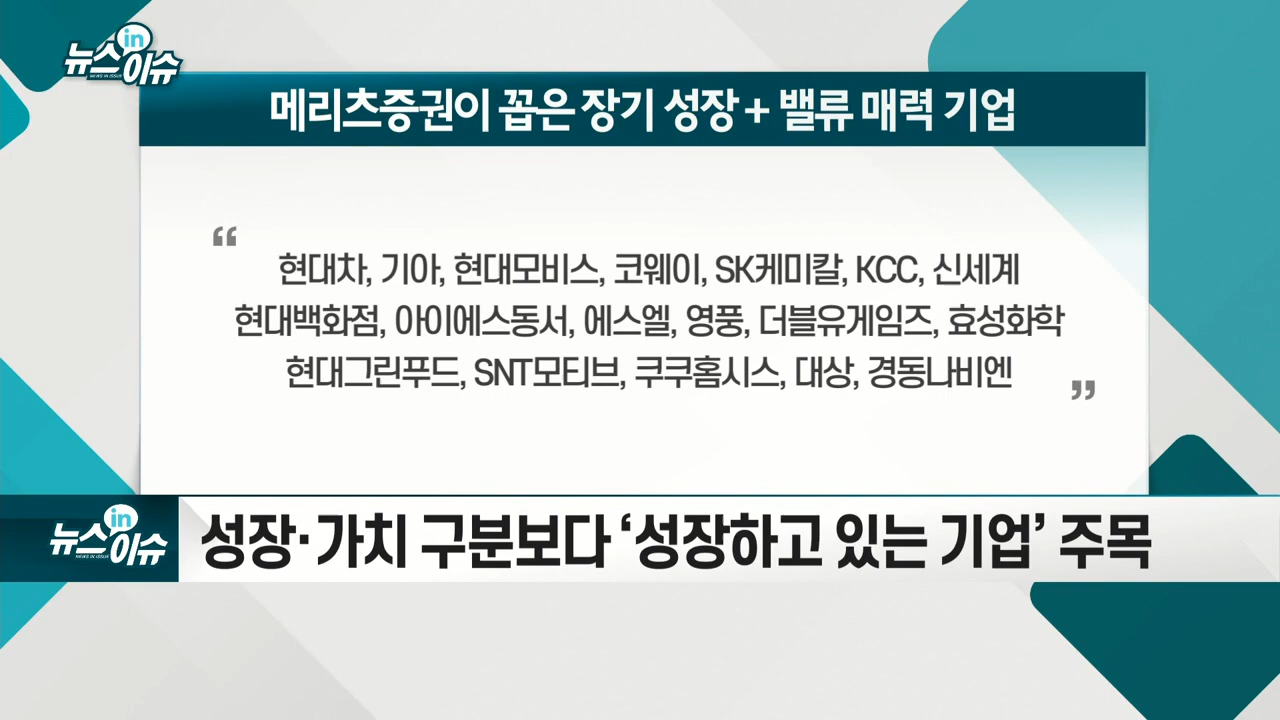 뉴스in이슈
NEWS IN ISSUE
메리츠증권이 꼽은 장기 성장 + 밸류 매력 기업
“
현대차, 기아, 현대모비스, 코웨이, SK케미칼, KCC, 신세계
현대백화점, 아이에스동서, 에스엘, 영풍, 더블유게임즈, 효성화학
현대그린푸드, SNT모티브, 쿠쿠홈시스, 대상, 경동나비엔
”
뉴스in이슈
NEWS IN ISSUE
성장·가치 구분보다 ‘성장하고 있는 기업’ 주목